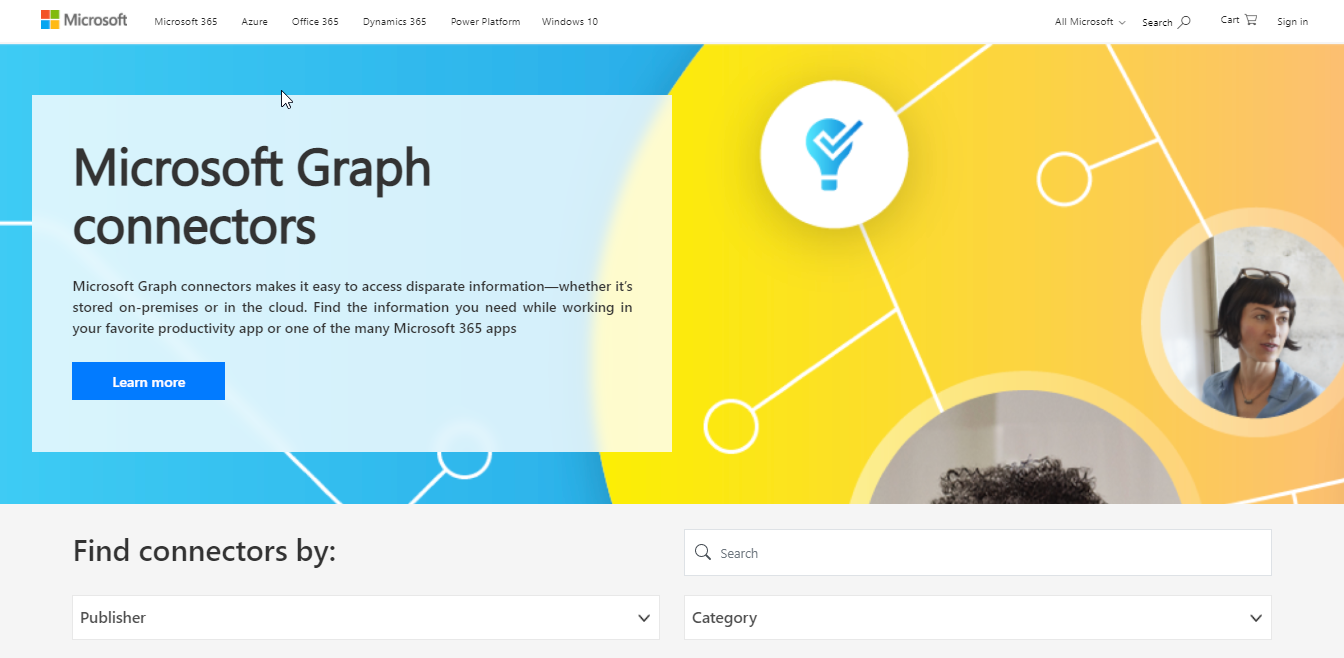 Microsoft
Microsoft 365
Azure
Office 365
Dynamics 365
Power Platform
Windows 10
All Microsoft
Search
Cart
Sign in
Microsoft Graph
connectors
Microsoft Graph connectors makes it easy to access disparate information—whether it's
stored on-premises or in the cloud. Find the information you need while working in
your favorite productivity app or one of the many Microsoft 365 apps
Learn more
Find connectors by:
Search
Publisher
Category